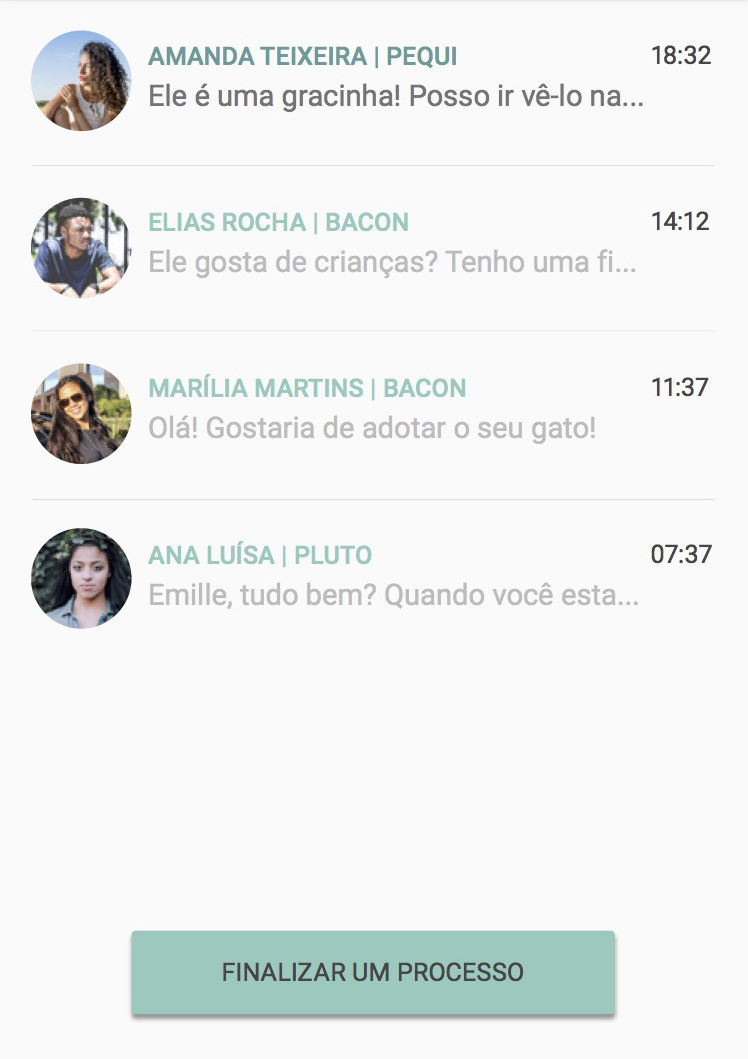 AMANDA TEIXEIRA | PEQUI 18:32
Ele é uma gracinha! Posso ir vê-lo na...
ELIAS ROCHA | BACON 14:12
Ele gosta de crianças? Tenho uma fi...
MARÍLIA MARTINS | BACON 11:37
Olá! Gostaria de adotar o seu gato!
ANA LUÍSA | PLUTO 07:37
Emille, tudo bem? Quando você esta...
FINALIZAR UM PROCESSO